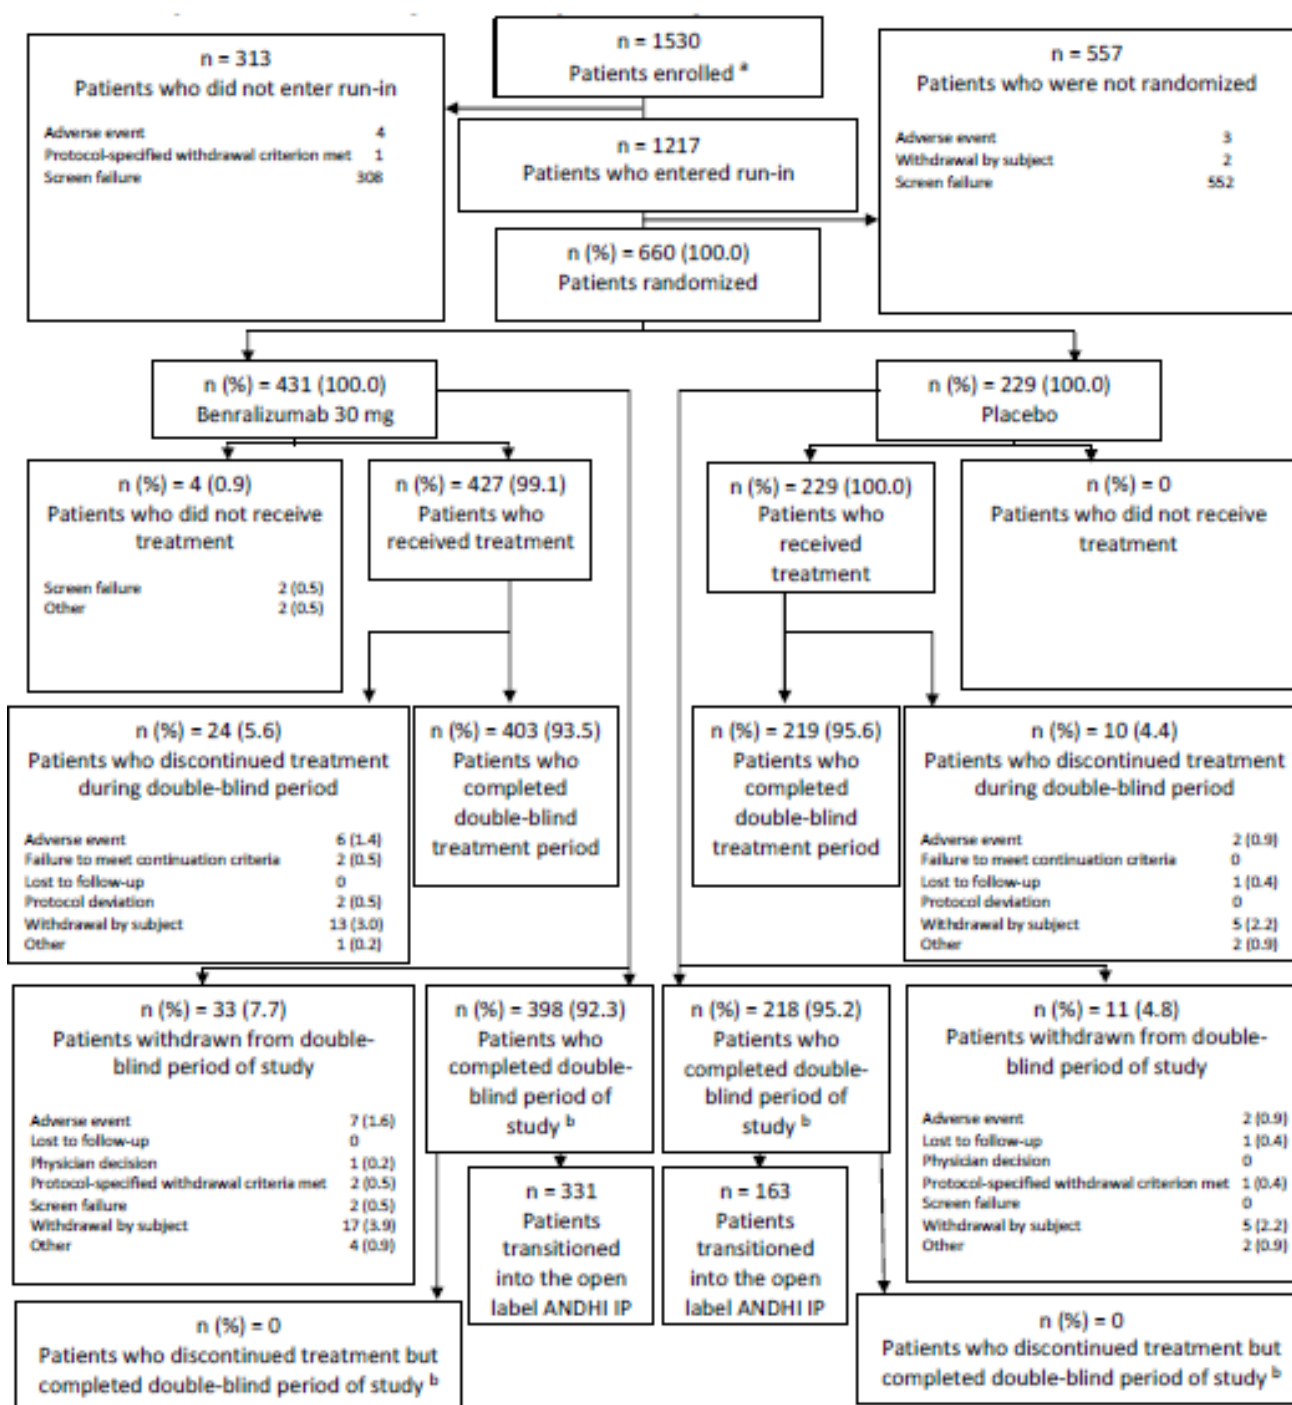 n = 1530
Patients enrolled a
n = 313
Patients who did not enter run-in
Adverse event 4
Protocol-specified withdrawal criterion met 1
Screen failure 308
n = 557
Patients who were not randomized
Adverse event 3
Withdrawal by subject 2
Screen failure 552
n = 1217
Patients who entered run-in
n (%) = 660 (100.0)
Patients randomized
n (%) = 431 (100.0)
Benralizumab 30 mg
n (%) = 229 (100.0)
Placebo
n (%) = 4 (0.9)
Patients who did not receive
treatment
Screen failure 2 (0.5)
Other 2 (0.5)
n (%) = 427 (99.1)
Patients who
received treatment
n (%) = 229 (100.0)
Patients who
received
treatment
n (%) = 0
Patients who did not receive
treatment
n (%) = 24 (5.6)
Patients who discontinued treatment
during double-blind period
Adverse event 6 (1.4)
Failure to meet continuation criteria 2 (0.5)
Lost to follow-up 0
Protocol deviation 2 (0.5)
Withdrawal by subject 13 (3.0)
Other 1 (0.2)
n (%) = 403 (93.5)
Patients who
completed
double-blind
treatment period
n (%) = 219 (95.6)
Patients who
completed
double-blind
treatment period
n (%) = 10 (4.4)
Patients who discontinued treatment
during double-blind period
Adverse event 2 (0.9)
Failure to meet continuation criteria 0
Lost to follow-up 1 (0.4)
Protocol deviation 0
Withdrawal by subject 5 (2.2)
Other 2 (0.9)
n (%) = 33 (7.7)
Patients withdrawn from double-
blind period of study
Adverse event 7 (1.6)
Lost to follow-up 0
Physician decision 1 (0.2)
Protocol-specified withdrawal criteria met 2 (0.5)
Screen failure 2 (0.5)
Withdrawal by subject 17 (3.9)
Other 4 (0.9)
n (%) = 398 (92.3)
Patients who
completed double-
blind period of
study b
n (%) = 218 (95.2)
Patients who
completed double-
blind period of
study b
n (%) = 11 (4.8)
Patients withdrawn from double-
blind period of study
Adverse event 2 (0.9)
Lost to follow-up 1 (0.4)
Physician decision 0
Protocol-specified withdrawal criterion met 1 (0.4)
Screen failure 0
Withdrawal by subject 5 (2.2)
Other 2 (0.9)
n = 331
Patients
transitioned
into the open
label ANDHI IP
n = 163
Patients
transitioned
into the open
label ANDHI IP
n (%) = 0
Patients who discontinued treatment but
completed double-blind period of study b
n (%) = 0
Patients who discontinued treatment but
completed double-blind period of study b